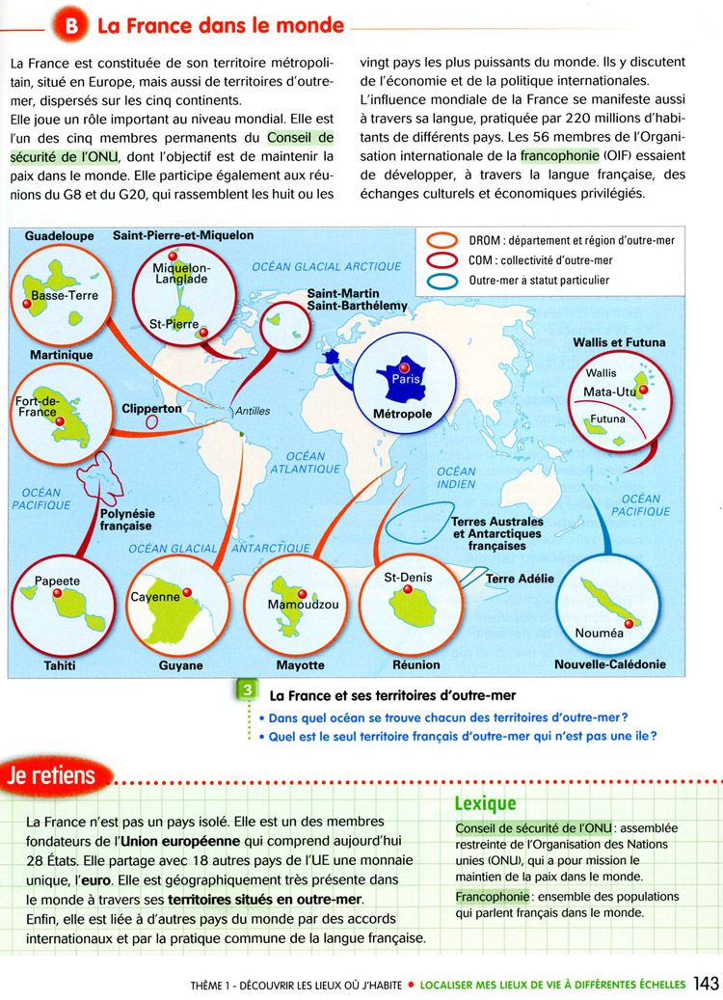 B La France dans le monde
La France est constituée de son territoire métropoli-
tain, situé en Europe, mais aussi de territoires d'outre-
mer, dispersés sur les cinq continents.
Elle joue un rôle important au niveau mondial. Elle est
l'un des cinq membres permanents du Conseil de
sécurité de l'ONU, dont l'objectif est de maintenir la
paix dans le monde. Elle participe également aux réu-
nions du G8 et du G20, qui rassemblent les huit ou les
vingt pays les plus puissants du monde. Ils y discutent
de l'économie et de la politique internationales.
L'influence mondiale de la France se manifeste aussi
à travers sa langue, pratiquée par 220 millions d'habi-
tants de différents pays. Les 56 membres de l'Organi-
sation internationale de la francophonie (OIF) essaient
de développer, à travers la langue française, des
échanges culturels et économiques privilégiés.
Guadeloupe
Saint-Pierre-et-Miquelon
DROM : département et région d'outre-mer
COM : collectivité d'outre-mer
Outre-mer à statut particulier
OCÉAN GLACIAL ARCTIQUE
Miquelon-
Langlade
Basse-Terre
St-Pierre
Saint-Martin
Saint-Barthélemy
Martinique
Wallis et Futuna
Wallis
Mata-Utu
Futuna
Paris
Métropole
Fort-de-
France
Clipperton
Antilles
OCÉAN
ATLANTIQUE
OCÉAN
INDIEN
OCÉAN
PACIFIQUE
OCÉAN
PACIFIQUE
Polynésie
française
Terres Australes
et Antarctiques
françaises
OCÉAN GLACIAL ANTARCTIQUE
Terre Adélie
Papeete
Cayenne
Mamoudzou
St-Denis
Nouméa
Tahiti
Guyane
Mayotte
Réunion
Nouvelle-Calédonie
3 La France et ses territoires d'outre-mer
• Dans quel océan se trouve chacun des territoires d'outre-mer ?
• Quel est le seul territoire français d'outre-mer qui n'est pas une ile ?
Je retiens
La France n'est pas un pays isolé. Elle est un des membres
fondateurs de l'Union européenne qui comprend aujourd'hui
28 États. Elle partage avec 18 autres pays de l'UE une monnaie
unique, l'euro. Elle est géographiquement très présente dans
le monde à travers ses territoires situés en outre-mer.
Enfin, elle est liée à d'autres pays du monde par des accords
internationaux et par la pratique commune de la langue française.
Lexique
Conseil de sécurité de l'ONU : assemblée
restreinte de l'Organisation des Nations
unies (ONU), qui a pour mission le
maintien de la paix dans le monde.
Francophonie : ensemble des populations
qui parlent français dans le monde.
THÈME 1 - DÉCOUVRIR LES LIEUX OÙ J'HABITE • LOCALISER MES LIEUX DE VIE À DIFFÉRENTES ÉCHELLES 143